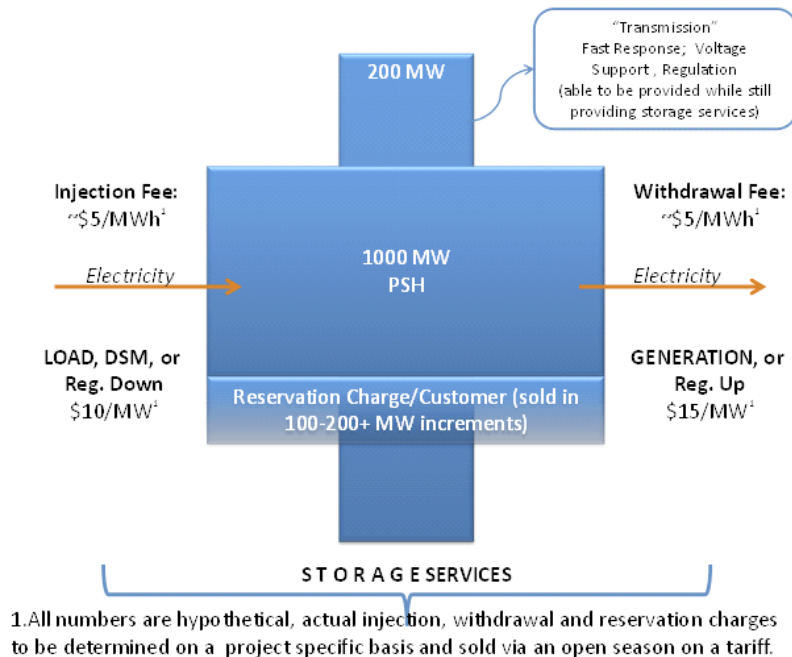 "Transmission"
Fast Response; Voltage
Support , Regulation
(able to be provided while still
providing storage services)
200 MW
Injection Fee:
~$5/MWh¹
Electricity
LOAD, DSM, or
Reg. Down
$10/MW¹
1000 MW
PSH
Reservation Charge/Customer (sold in
100-200+ MW increments)
Withdrawal Fee:
~$5/MWh¹
Electricity
GENERATION, or
Reg. Up
$15/MW¹
S T O R A G E SERVICES
1.All numbers are hypothetical, actual injection, withdrawal and reservation charges
to be determined on a project specific basis and sold via an open season on a tariff.